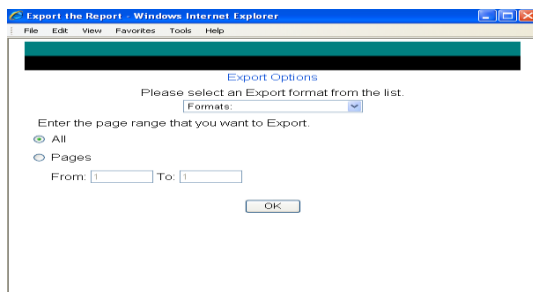 Export the Report - Windows Internet Explorer
File Edit View Favorites Tools Help
Export Options
Please select an Export format from the list.
Formats:
Enter the page range that you want to Export.
All
Pages
From: 1 To: 1
OK